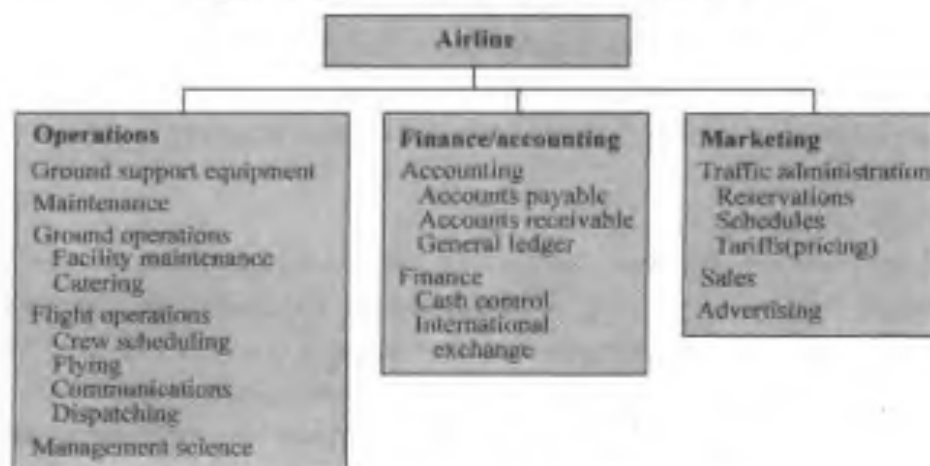 Airline
Operations
Ground support equipment
Maintenance
Ground operations
Facility maintenance
Catering
Flight operations
Crew scheduling
Flying
Communications
Dispatching
Management science
Finance/accounting
Accounting
Accounts payable
Accounts receivable
General ledger
Finance
Cash control
International
exchange
Marketing
Traffic administration
Reservations
Schedules
Tariffs(pricing)
Sales
Advertising